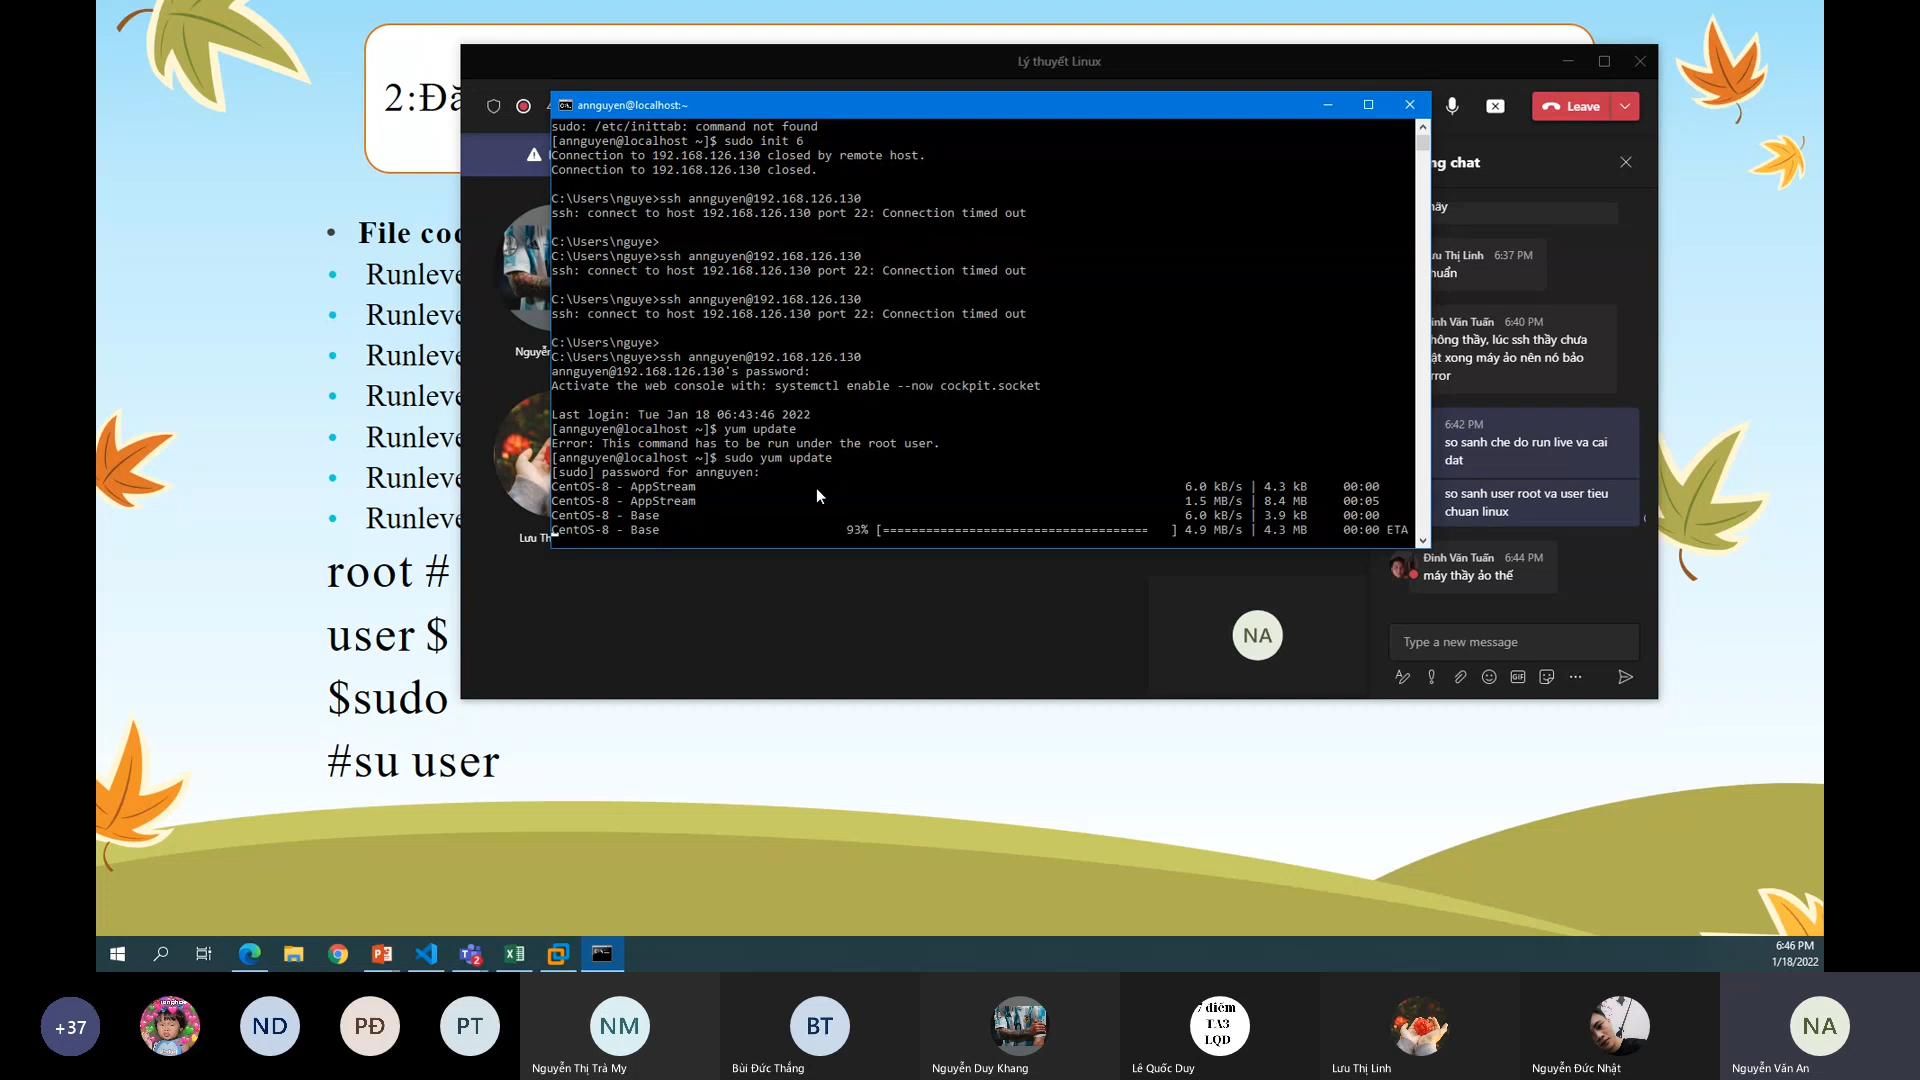 2:Đă
File co
Runleve
Runleve
Runleve
Runleve
Runleve
Runleve
Runleve
root #
user $
$sudo
#su user
Lý thuyết Linux
Leave
ng chat
annguyen@localhost:~
sudo: /etc/inittab: command not found
[annguyen@localhost ~]$ sudo init 6
Connection to 192.168.126.130 closed by remote host.
Connection to 192.168.126.130 closed.
C:\Users\nguye>ssh annguyen@192.168.126.130
ssh: connect to host 192.168.126.130 port 22: Connection timed out
C:\Users\nguye>
C:\Users\nguye>ssh annguyen@192.168.126.130
ssh: connect to host 192.168.126.130 port 22: Connection timed out
C:\Users\nguye>ssh annguyen@192.168.126.130
ssh: connect to host 192.168.126.130 port 22: Connection timed out
C:\Users\nguye>
C:\Users\nguye>ssh annguyen@192.168.126.130
annguyen@192.168.126.130's password:
Activate the web console with: systemctl enable --now cockpit.socket
Last login: Tue Jan 18 06:43:46 2022
[annguyen@localhost ~]$ yum update
Error: This command has to be run under the root user.
[annguyen@localhost ~]$ sudo yum update
[sudo] password for annguyen:
CentOS-8 - AppStream 6.0 kB/s | 4.3 kB 00:00
CentOS-8 - AppStream 1.5 MB/s | 8.4 MB 00:05
CentOS-8 - Base 6.0 kB/s | 3.9 kB 00:00
CentOS-8 - Base 93% [===================================== ] 4.9 MB/s | 4.3 MB 00:00 ETA
Nguyễn
Lưu Th
NA
Thị Linh 6:37 PM
Văn Tuấn 6:40 PM
thầy, lúc ssh thầy chưa
xong máy ảo nên nó báo
6:42 PM
so sanh che do run live va cai
dat
so sanh user root va user tieu
chuan linux
Đinh Văn Tuấn 6:44 PM
máy thầy ảo thế
Type a new message
GIF
2
6:46 PM
1/18/2022
+37
ND
PĐ
PT
NM
Nguyễn Thị Trà My
BT
Bùi Đức Thắng
Nguyễn Duy Khang
7 điểm
TA3
LQD
Lê Quốc Duy
Lưu Thị Linh
Nguyễn Đức Nhật
NA
Nguyễn Văn An